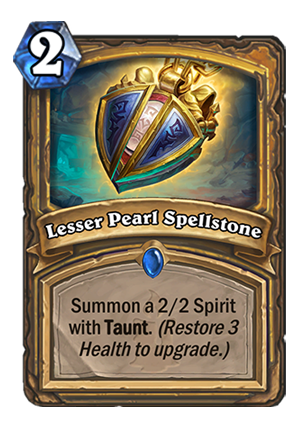 2
Lesser Pearl Spellstone
Summon a 2/2 Spirit
with Taunt. (Restore 3
Health to upgrade.)